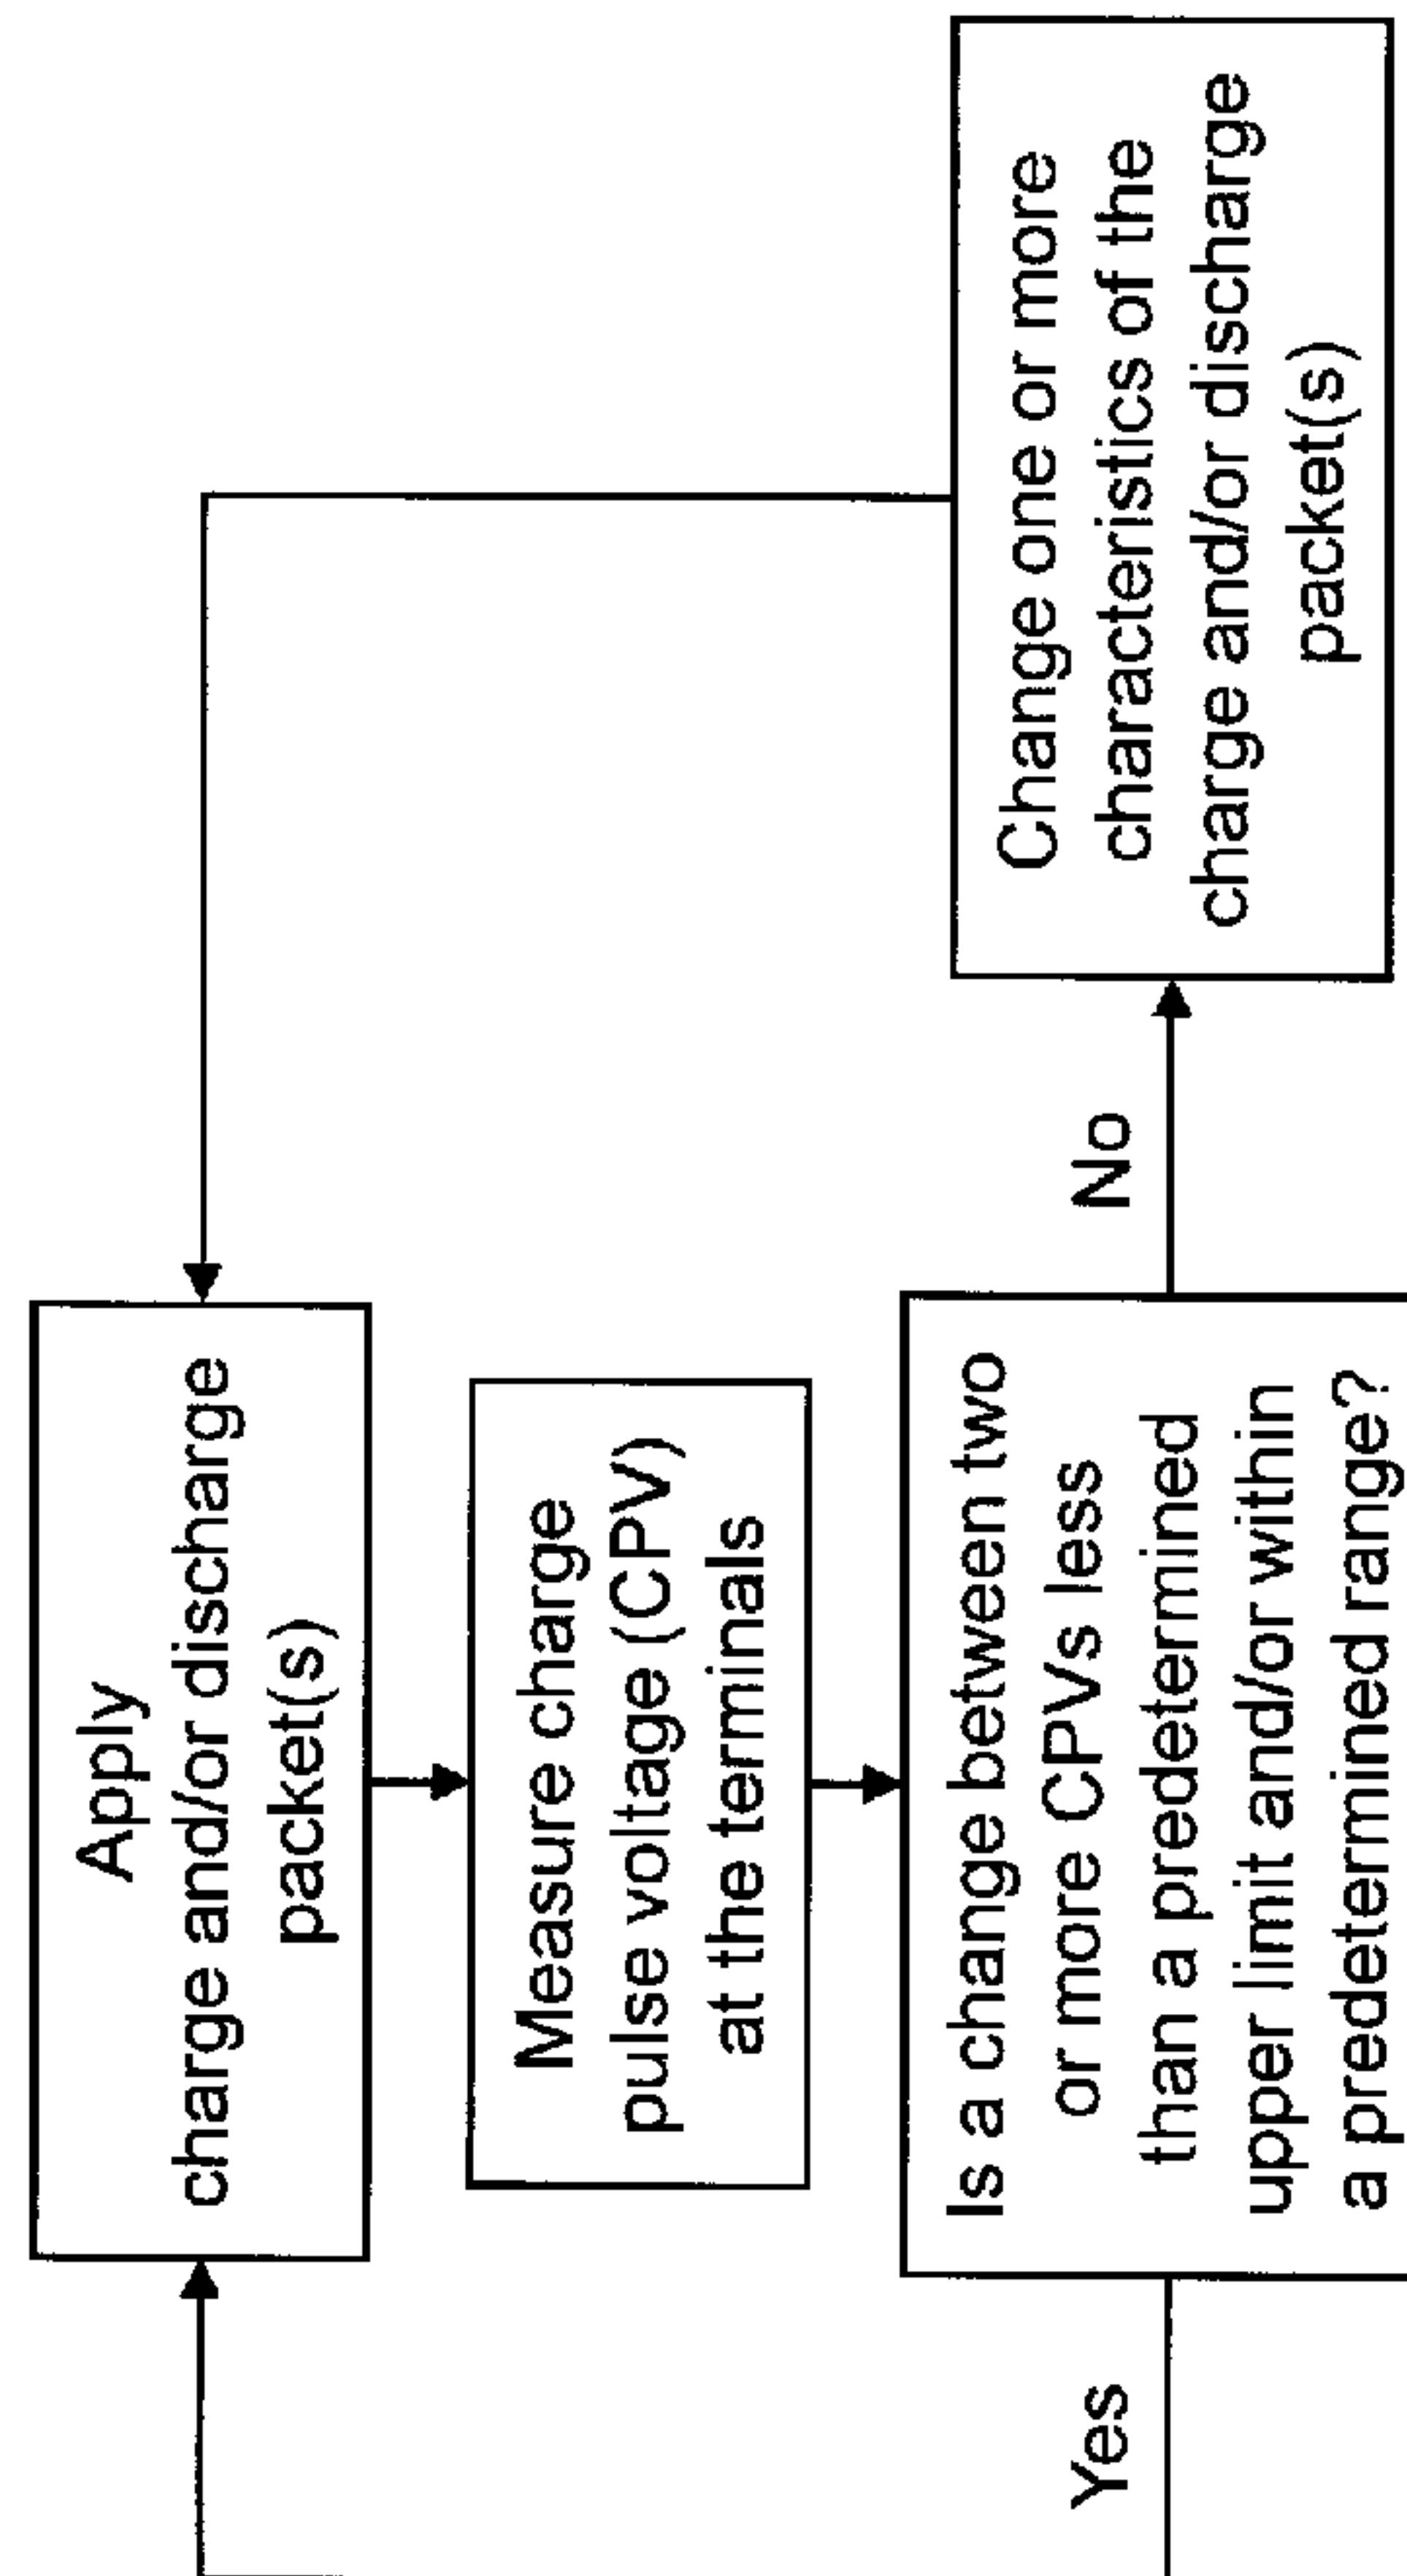 Apply
charge and/or discharge
packet(s)
Measure charge
pulse voltage (CPV)
at the terminals
Is a change between two
or more CPVs less
than a predetermined
upper limit and/or within
a predetermined range?
Yes
No
Change one or more
characteristics of the
charge and/or discharge
packet(s)